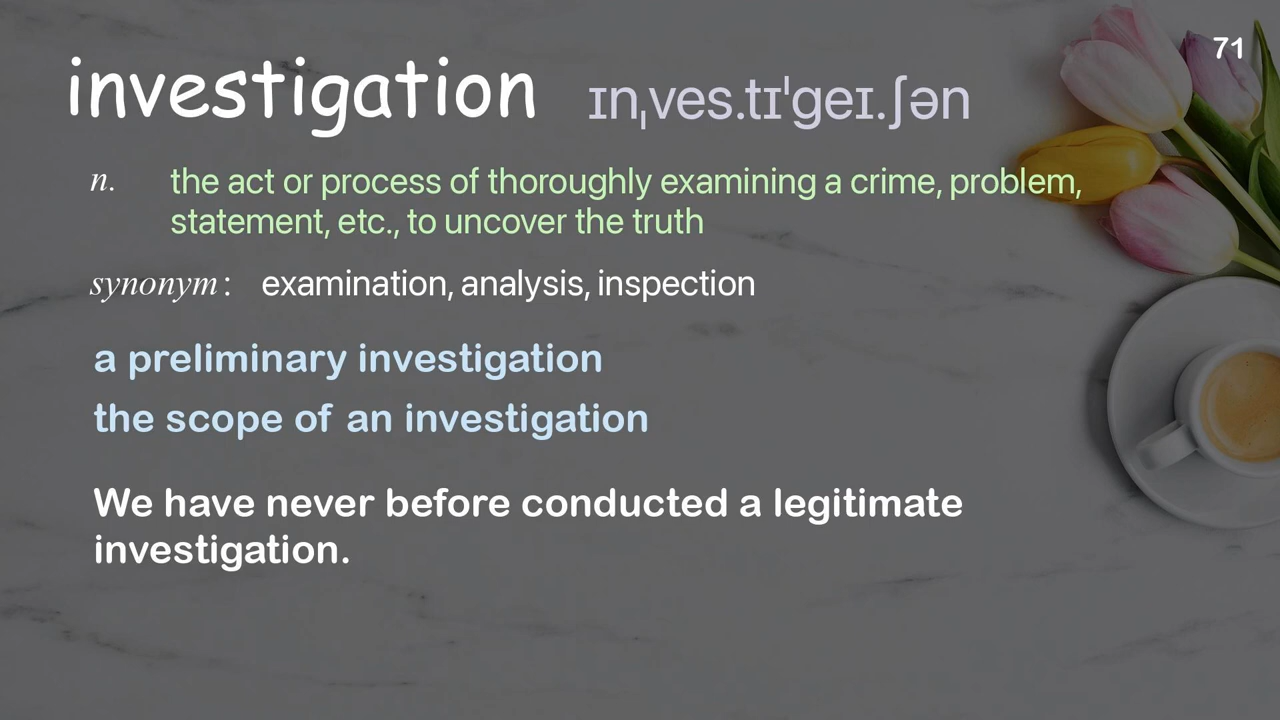 71
investigation ɪnˌves.tɪˈɡeɪ.ʃən
n. the act or process of thoroughly examining a crime, problem,
statement, etc., to uncover the truth
synonym: examination, analysis, inspection
a preliminary investigation
the scope of an investigation
We have never before conducted a legitimate
investigation.